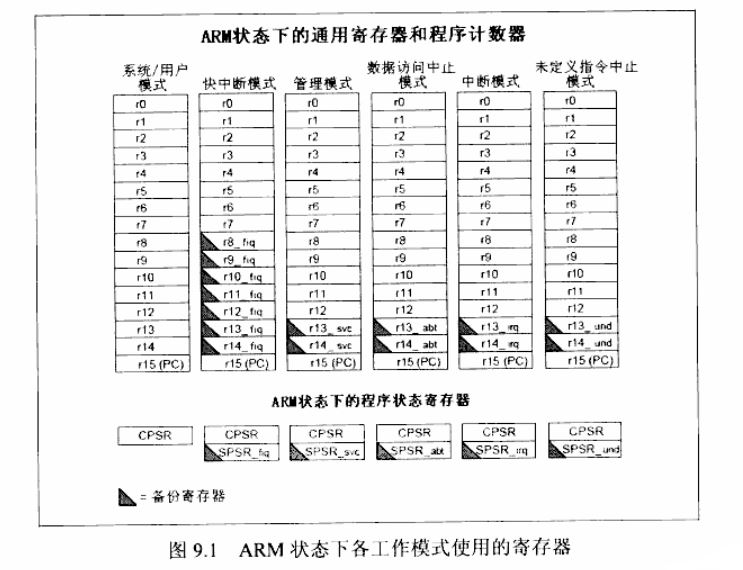 ARM状态下的通用寄存器和程序计数器
系统/用户模式 快中断模式 管理模式 数据访问中止模式 中断模式 未定义指令中止模式
r0 r0 r0 r0 r0 r0
r1 r1 r1 r1 r1 r1
r2 r2 r2 r2 r2 r2
r3 r3 r3 r3 r3 r3
r4 r4 r4 r4 r4 r4
r5 r5 r5 r5 r5 r5
r6 r6 r6 r6 r6 r6
r7 r7 r7 r7 r7 r7
r8 r8_fiq r8 r8 r8 r8
r9 r9_fiq r9 r9 r9 r9
r10 r10_fiq r10 r10 r10 r10
r11 r11_fiq r11 r11 r11 r11
r12 r12_fiq r12 r12 r12 r12
r13 r13_fiq r13_svc r13_abt r13_irq r13_und
r14 r14_fiq r14_svc r14_abt r14_irq r14_und
r15 (PC) r15 (PC) r15 (PC) r15 (PC) r15 (PC) r15 (PC)
ARM状态下的程序状态寄存器
CPSR CPSR CPSR CPSR CPSR CPSR
SPSR_fiq SPSR_svc SPSR_abt SPSR_irq SPSR_und
= 备份寄存器
图 9.1 ARM 状态下各工作模式使用的寄存器